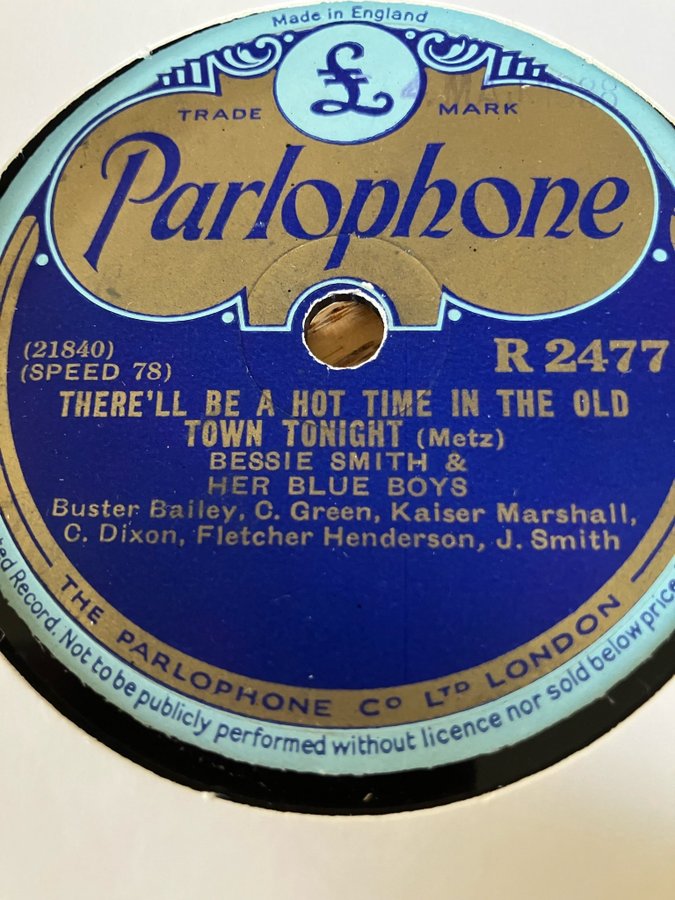 Made in England
£
TRADE MARK
Parlophone
(21840)
(SPEED 78)
R 2477
THERE'LL BE A HOT TIME IN THE OLD
TOWN TONIGHT (Metz)
BESSIE SMITH &
HER BLUE BOYS
Buster Bailey, C. Green, Kaiser Marshall,
C. Dixon, Fletcher Henderson, J. Smith
THE PARLOPHONE CO LTD LONDON
Record. Not to be publicly performed without licence nor sold below price